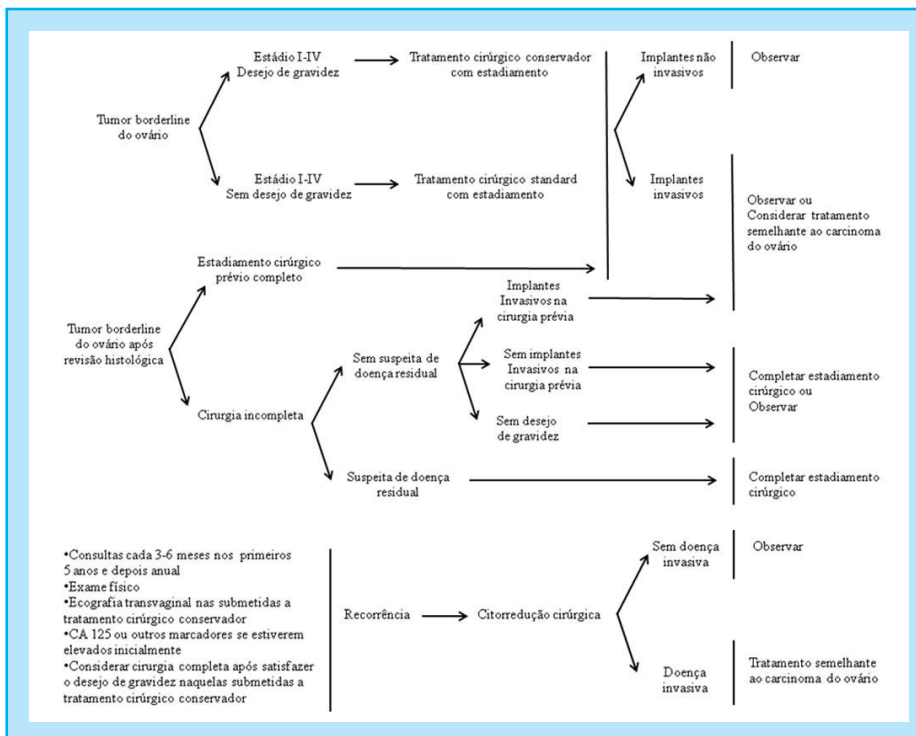 Estádio I-IV
Desejo de gravidez
Tratamento cirúrgico conservador
com estadiamento
Implantes não
invasivos
Observar
Tumor borderline
do ovário
Estádio I-IV
Sem desejo de gravidez
Tratamento cirúrgico standard
com estadiamento
Implantes
invasivos
Observar ou
Considerar tratamento
semelhante ao carcinoma
do ovário
Estadiamento cirúrgico
prévio completo
Implantes
Invasivos na
cirurgia prévia
Tumor borderline
do ovário após
revisão histológica
Sem suspeita de
doença residual
Sem implantes
Invasivos na
cirurgia prévia
Completar estadiamento
cirúrgico ou
Observar
Cirurgia incompleta
Sem desejo
de gravidez
Suspeita de doença
residual
Completar estadiamento
cirúrgico
•Consultas cada 3-6 meses nos primeiros
5 anos e depois anual
•Exame físico
•Ecografia transvaginal nas submetidas a
tratamento cirúrgico conservador
•CA 125 ou outros marcadores se estiverem
elevados inicialmente
•Considerar cirurgia completa após satisfazer
o desejo de gravidez naquelas submetidas a
tratamento cirúrgico conservador
Recorrência
Citorredução cirúrgica
Sem doença
invasiva
Observar
Doença
invasiva
Tratamento semelhante
ao carcinoma do ovário